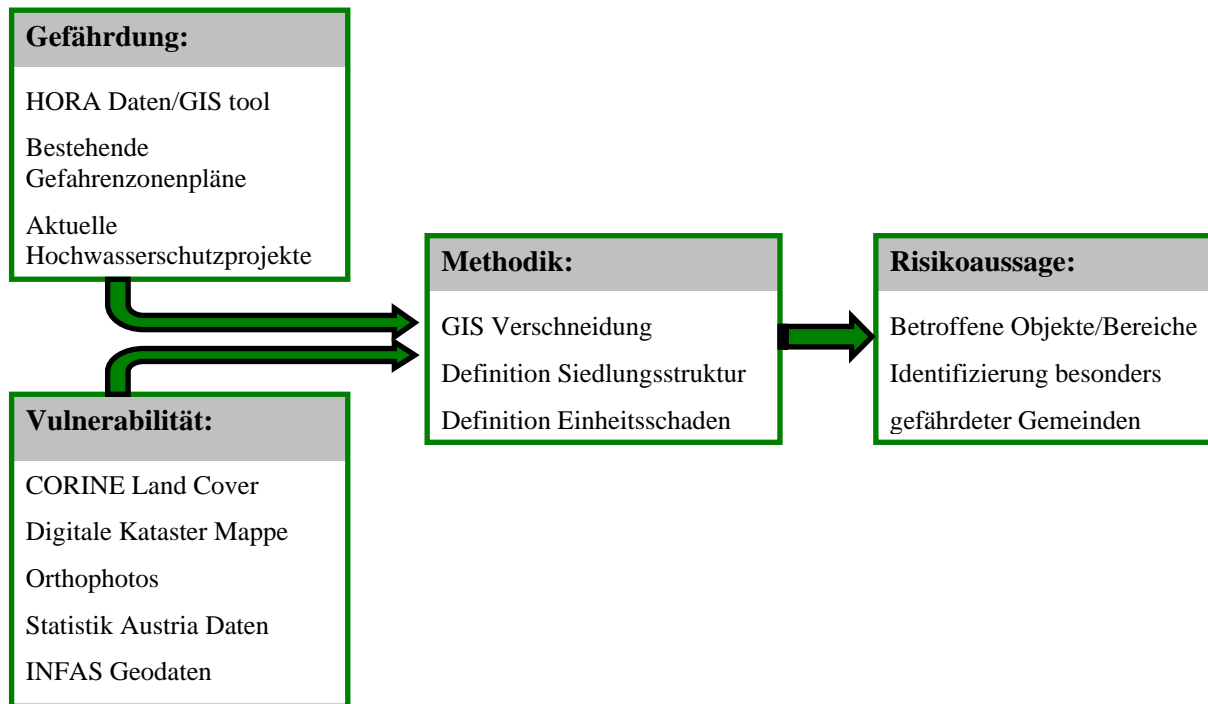 Gefährdung:
HORA Daten/GIS tool
Bestehende
Gefahrenzonenpläne
Aktuelle
Hochwasserschutzprojekte
Vulnerabilität:
CORINE Land Cover
Digitale Kataster Mappe
Orthophotos
Statistik Austria Daten
INFAS Geodaten
Methodik:
GIS Verschneidung
Definition Siedlungsstruktur
Definition Einheitsschaden
Risikoaussage:
Betroffene Objekte/Bereiche
Identifizierung besonders
gefährdeter Gemeinden